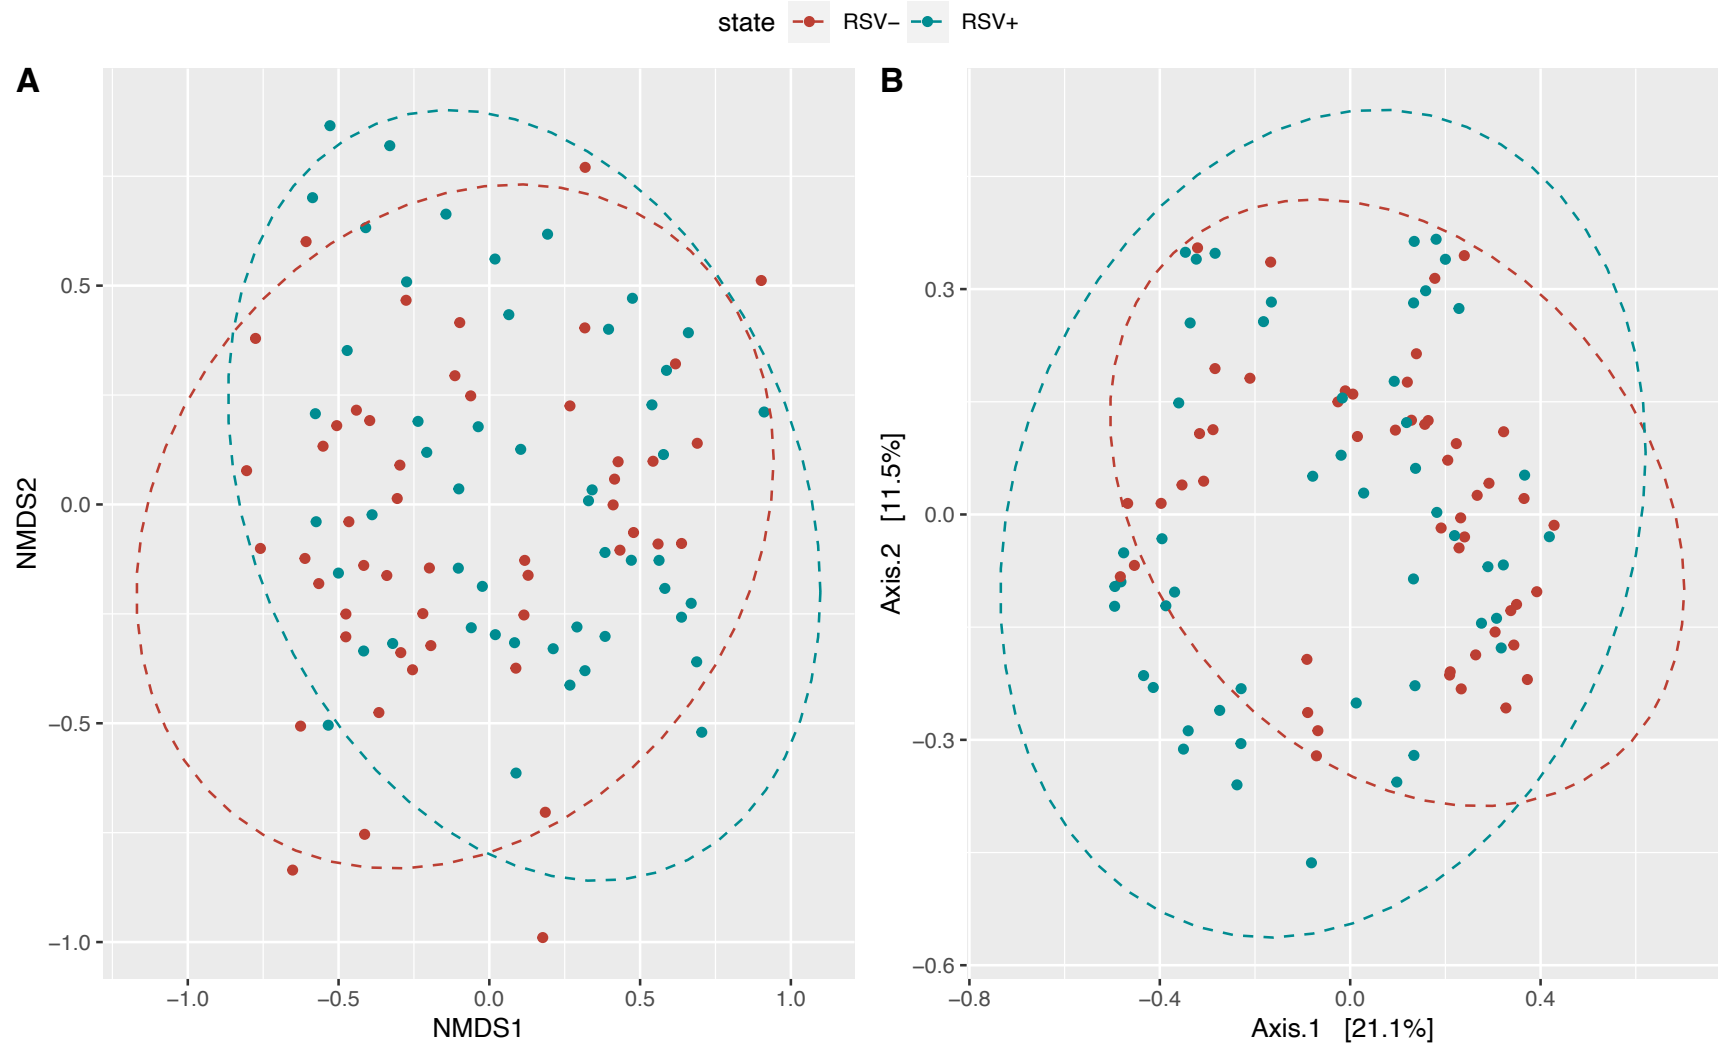 state RSV− RSV+
A
B
0.5
0.0
−0.5
−1.0
NMDS2
−1.0 −0.5 0.0 0.5 1.0
NMDS1
0.3
0.0
−0.3
−0.6
Axis.2 [11.5%]
−0.8 −0.4 0.0 0.4
Axis.1 [21.1%]